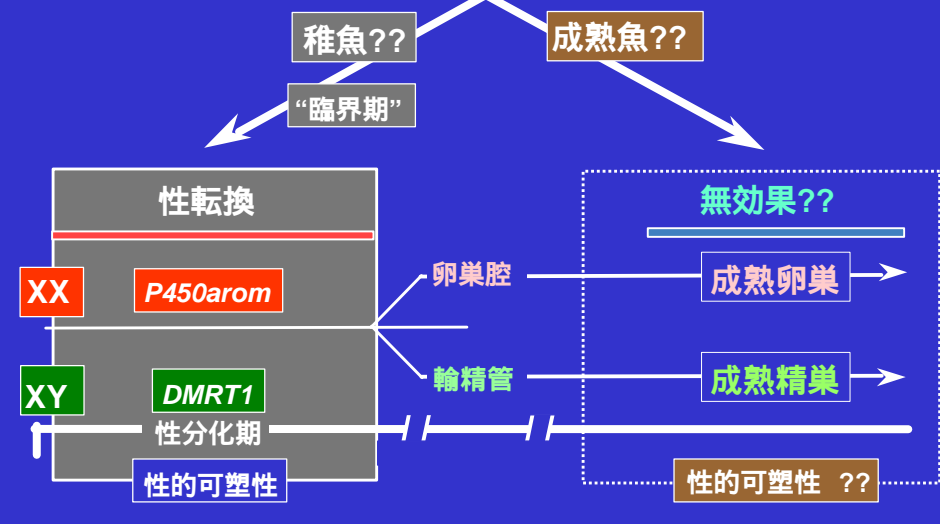 稚魚??
成熟魚??
“臨界期”
性転換
無効果??
XX
P450arom
卵巣腔
成熟卵巣
XY
DMRT1
輸精管
成熟精巣
性分化期
性的可塑性
性的可塑性 ??